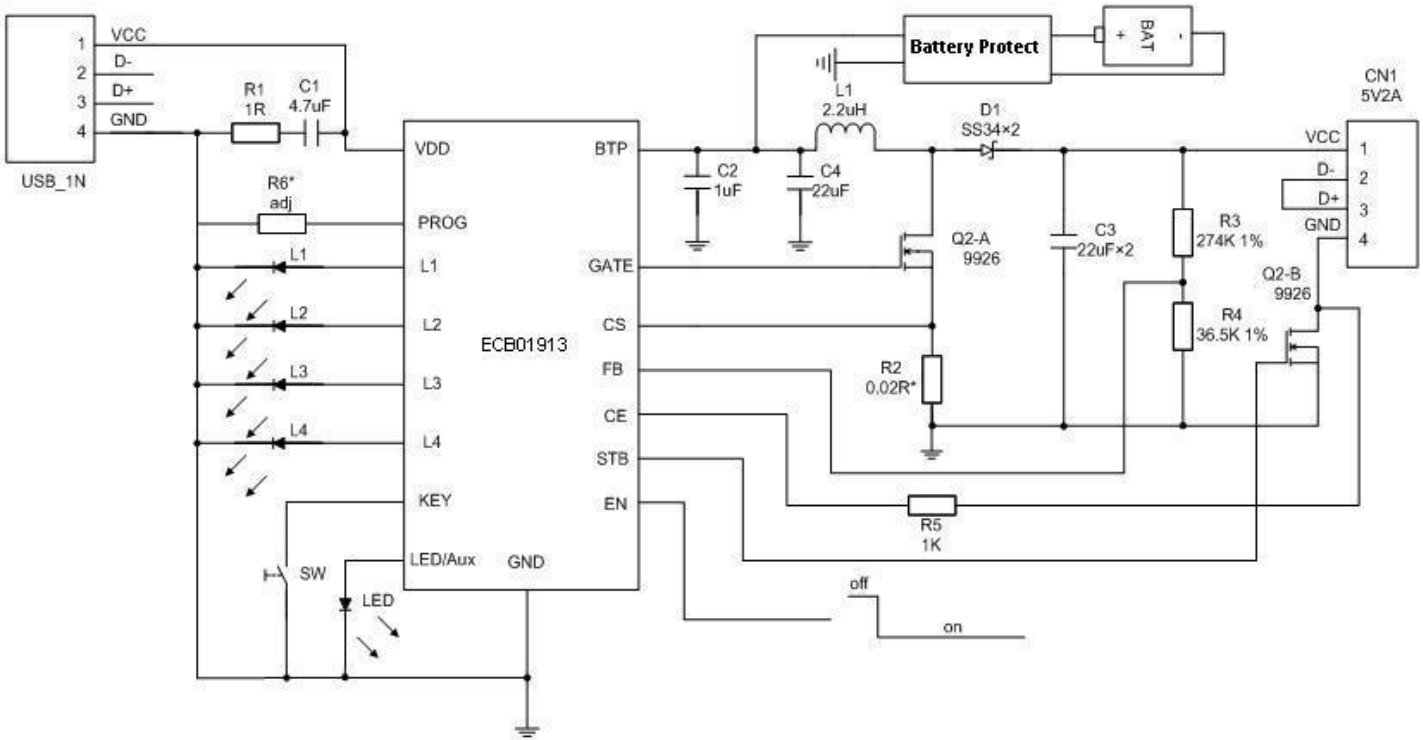 USB_1N
1
VCC
2
D-
3
D+
4
GND
R1
1R
C1
4.7uF
R6*
adj
L1
L2
L3
L4
SW
LED
VDD
PROG
L1
L2
L3
L4
KEY
LED/Aux
GND
ECB01913
BTP
GATE
CS
FB
CE
STB
EN
Battery Protect
+
BAT
-
L1
2.2uH
D1
SS34×2
C2
1uF
C4
22uF
Q2-A
9926
C3
22uF×2
R2
0.02R*
R3
274K 1%
R4
36.5K 1%
Q2-B
9926
R5
1K
CN1
5V2A
VCC
1
D-
2
D+
3
GND
4
off
on